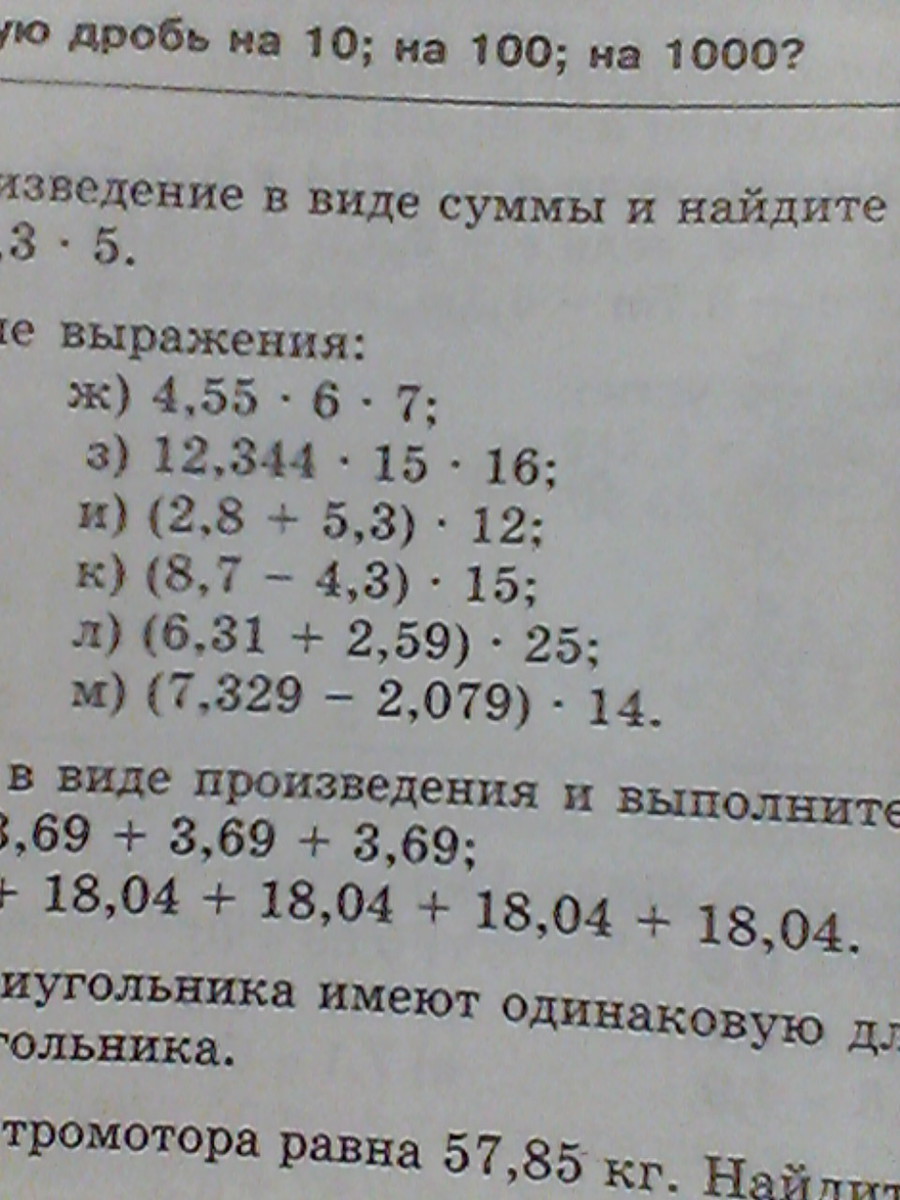 ую дробь на 10; на 100; на 1000?
изведение в виде суммы и найдите
,3 · 5.
ие выражения:
ж) 4,55 · 6 · 7;
з) 12,344 · 15 · 16;
и) (2,8 + 5,3) · 12;
к) (8,7 − 4,3) · 15;
л) (6,31 + 2,59) · 25;
м) (7,329 − 2,079) · 14.
в виде произведения и выполните
3,69 + 3,69 + 3,69;
+ 18,04 + 18,04 + 18,04 + 18,04.
иугольника имеют одинаковую дл
гольника.
тромотора равна 57,85 кг. Найдит